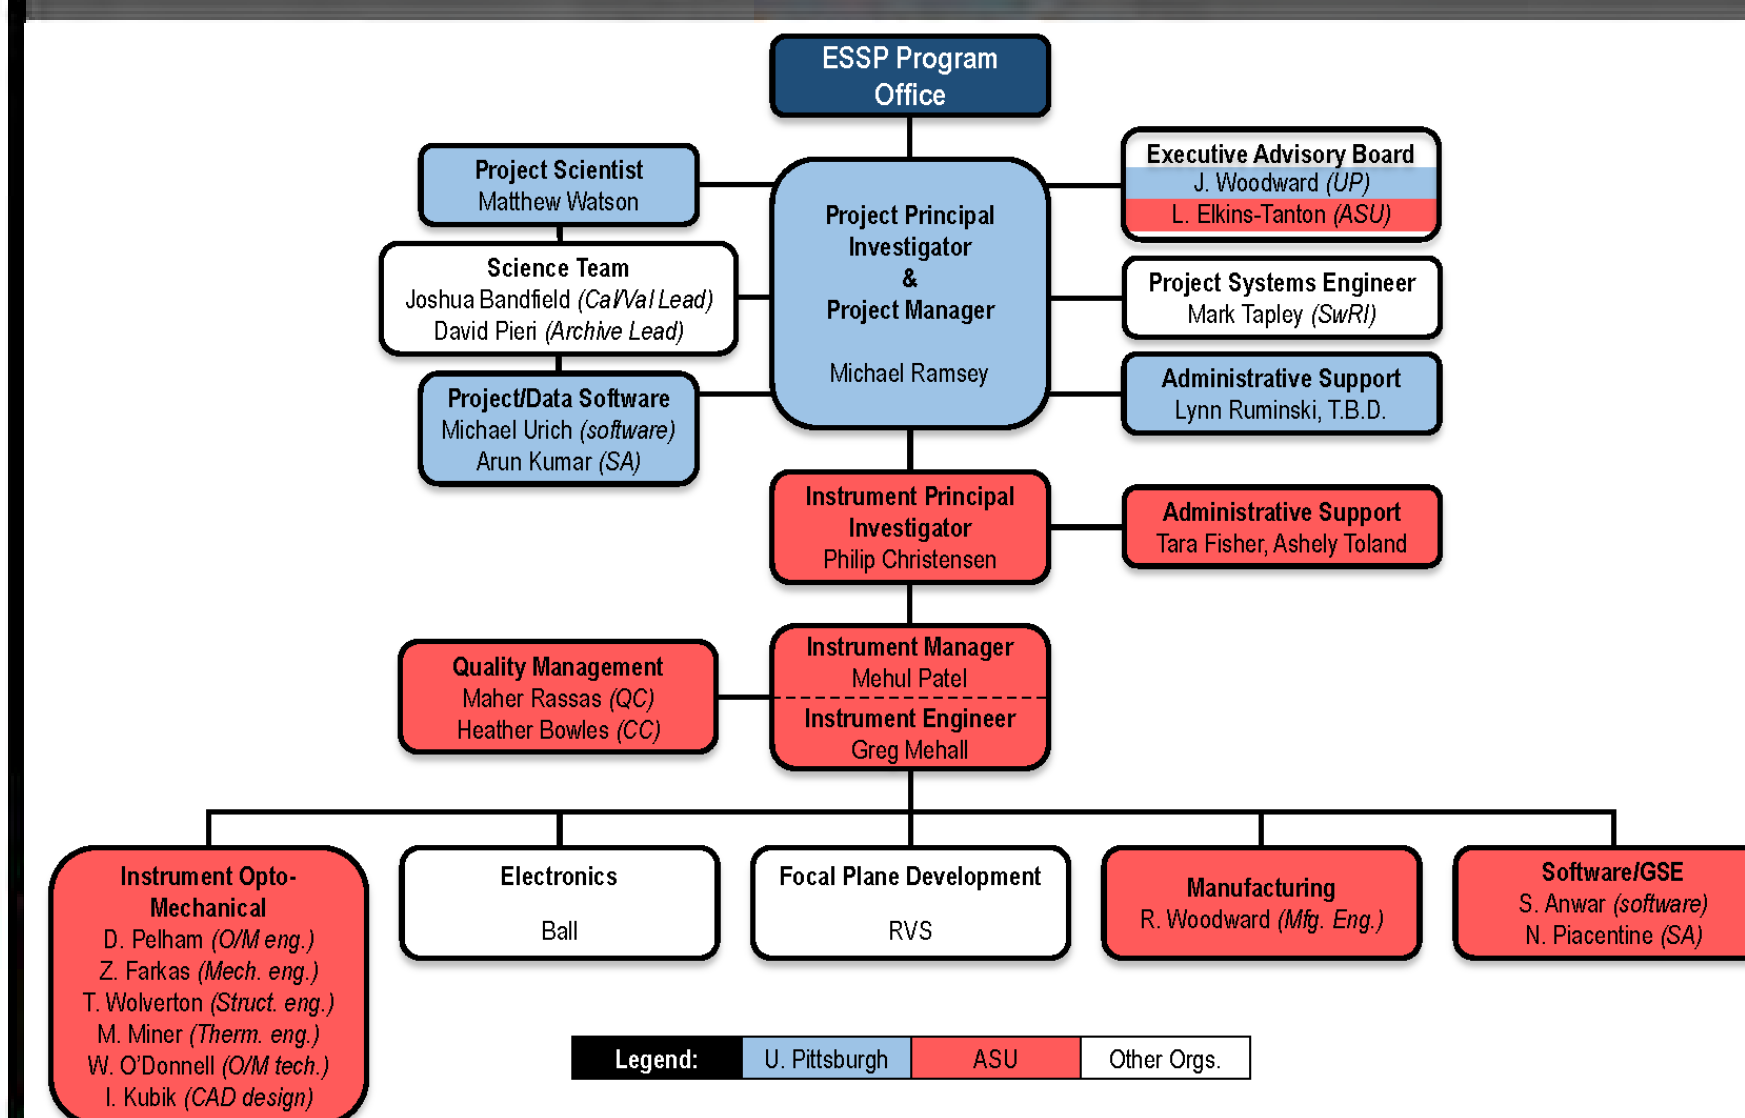 ESSP Program
Office
Project Scientist
Matthew Watson
Science Team
Joshua Bandfield (Cal/Val Lead)
David Pieri (Archive Lead)
Project/Data Software
Michael Urich (software)
Arun Kumar (SA)
Project Principal
Investigator
&
Project Manager
Michael Ramsey
Executive Advisory Board
J. Woodward (UP)
L. Elkins-Tanton (ASU)
Project Systems Engineer
Mark Tapley (SwRI)
Administrative Support
Lynn Ruminski, T.B.D.
Instrument Principal
Investigator
Philip Christensen
Administrative Support
Tara Fisher, Ashely Toland
Quality Management
Maher Rassas (QC)
Heather Bowles (CC)
Instrument Manager
Mehul Patel
Instrument Engineer
Greg Mehall
Instrument Opto-
Mechanical
D. Pelham (O/M eng.)
Z. Farkas (Mech. eng.)
T. Wolverton (Struct. eng.)
M. Miner (Therm. eng.)
W. O'Donnell (O/M tech.)
I. Kubik (CAD design)
Electronics
Ball
Focal Plane Development
RVS
Manufacturing
R. Woodward (Mfg. Eng.)
Software/GSE
S. Anwar (software)
N. Piacentine (SA)
Legend: U. Pittsburgh ASU Other Orgs.